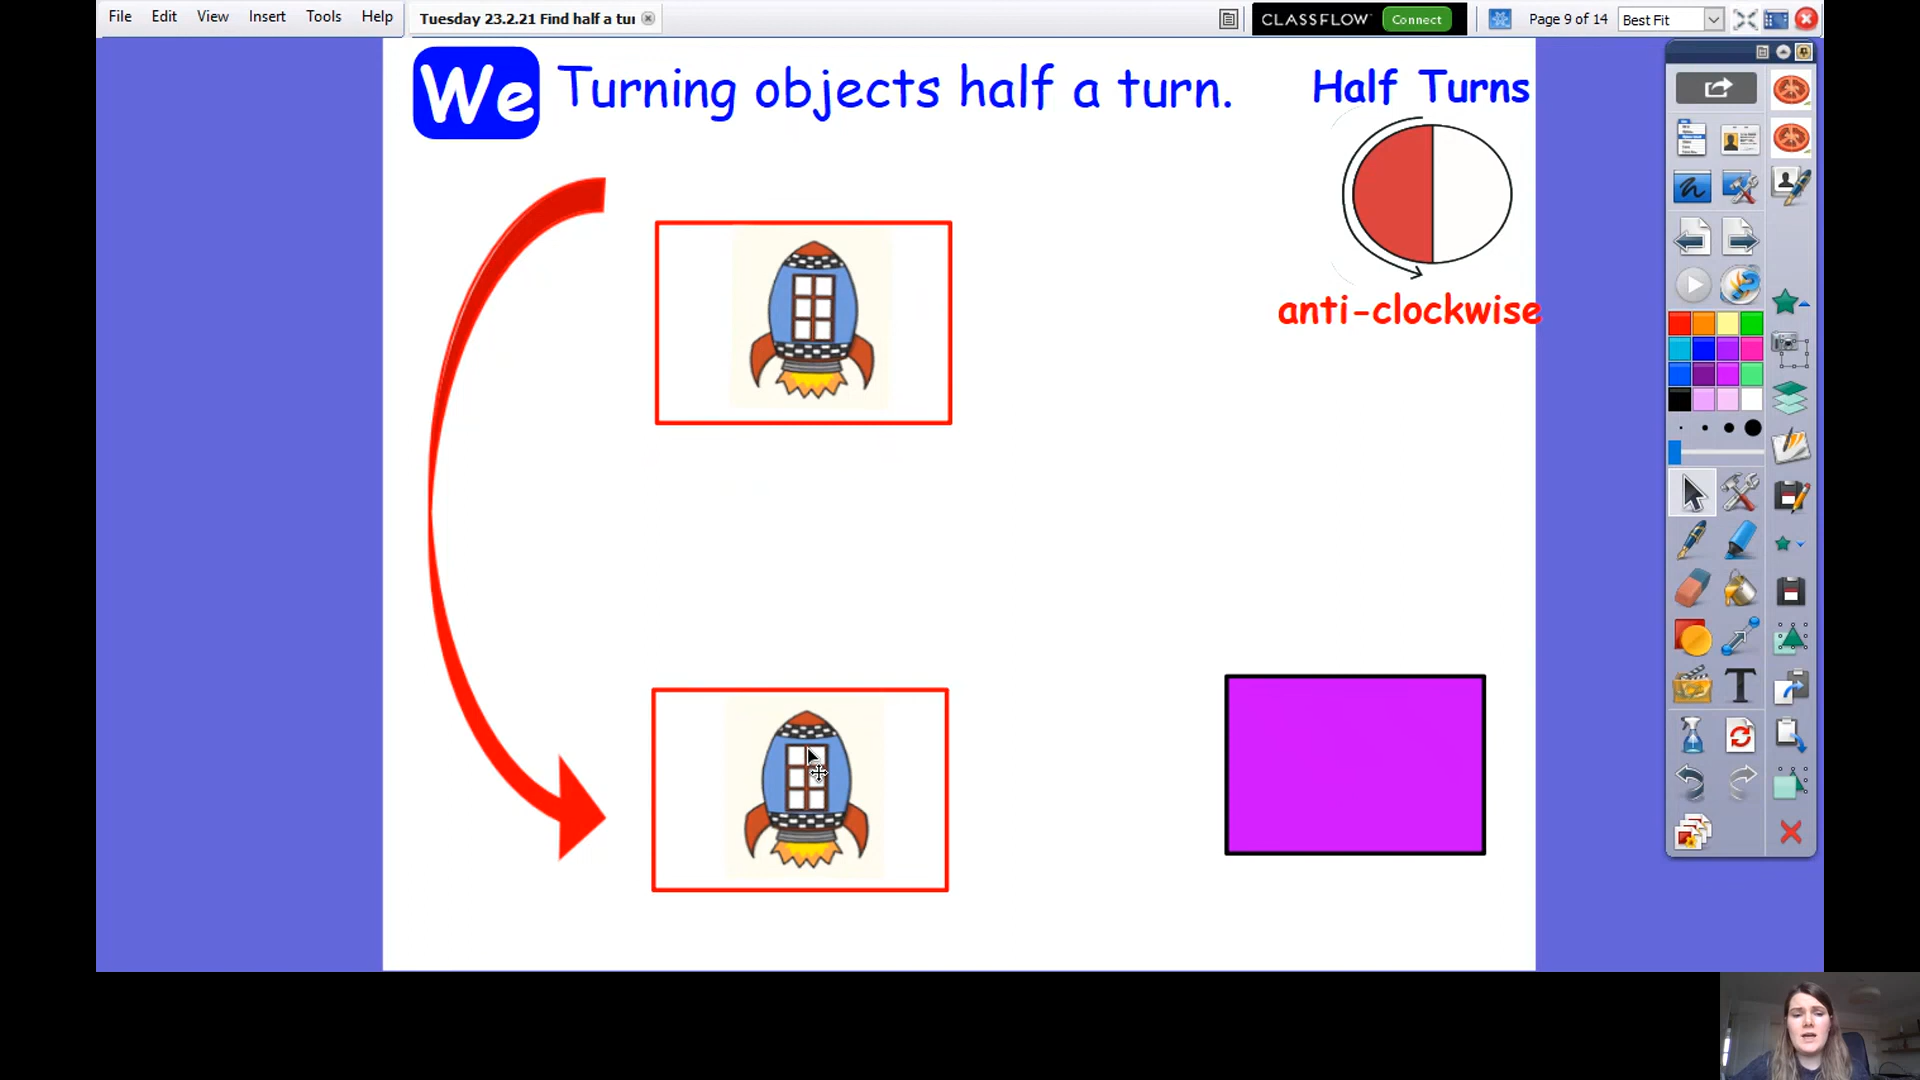 File Edit View Insert Tools Help
Tuesday 23.2.21 Find half a tu
CLASSFLOW Connect
Page 9 of 14
Best Fit
We
Turning objects half a turn.
Half Turns
anti-clockwise
T